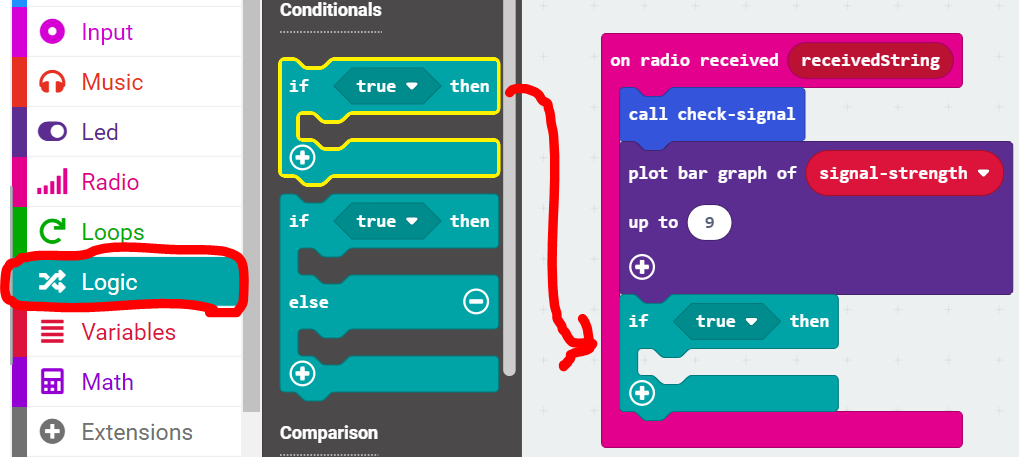 Input
Music
Led
Radio
Loops
Logic
Variables
Math
Extensions
Conditionals
if true then
if true then
else
Comparison
on radio received receivedString
call check-signal
plot bar graph of signal-strength
up to 9
if true then